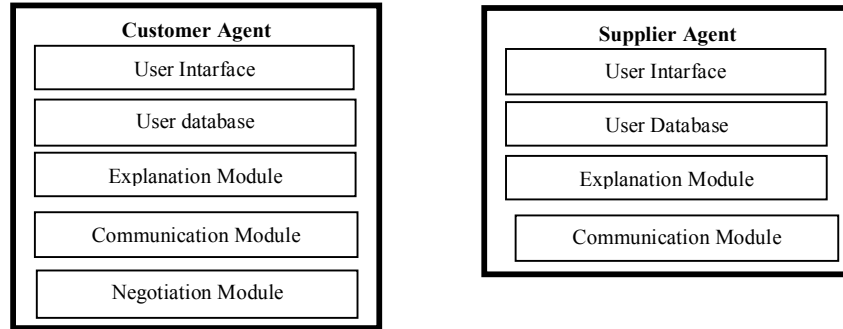 Customer Agent
User Intarface
User database
Explanation Module
Communication Module
Negotiation Module
Supplier Agent
User Intarface
User Database
Explanation Module
Communication Module